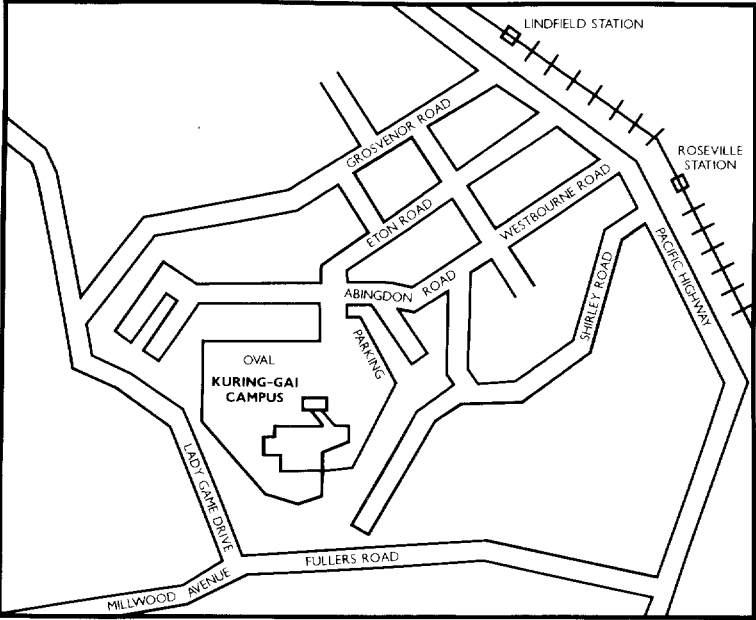 LINDFIELD STATION
ROSEVILLE
STATION
GROSVENOR ROAD
ETON ROAD
WESTBOURNE ROAD
PACIFIC HIGHWAY
ABINGDON ROAD
SHIRLEY ROAD
PARKING
OVAL
KURING-GAI
CAMPUS
LADY GAME DRIVE
FULLERS ROAD
MILLWOOD AVENUE